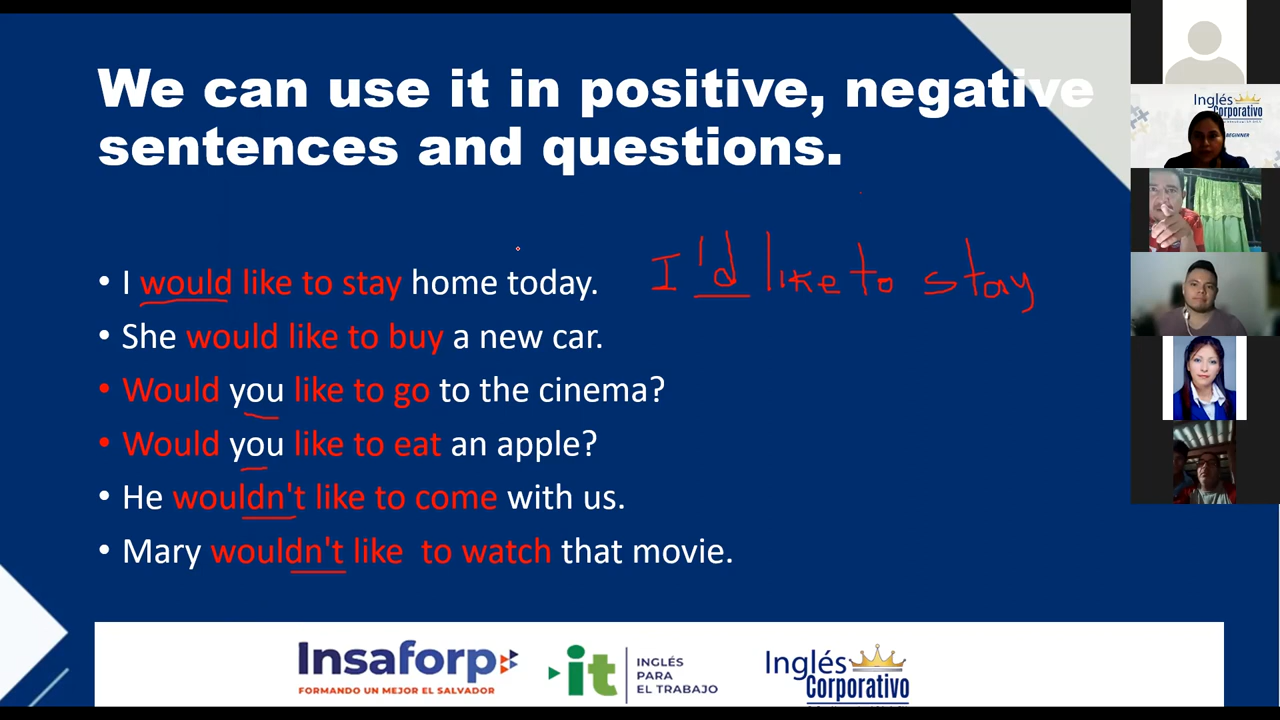 We can use it in positive, negative
sentences and questions.
• I would like to stay home today.
I'd like to stay
• She would like to buy a new car.
• Would you like to go to the cinema?
• Would you like to eat an apple?
• He wouldn't like to come with us.
• Mary wouldn't like to watch that movie.
Insaforp
FORMANDO UN MEJOR EL SALVADOR
it
INGLÉS
PARA
EL TRABAJO
Inglés
Corporativo
Inglés
Corporativo
BEGINNER